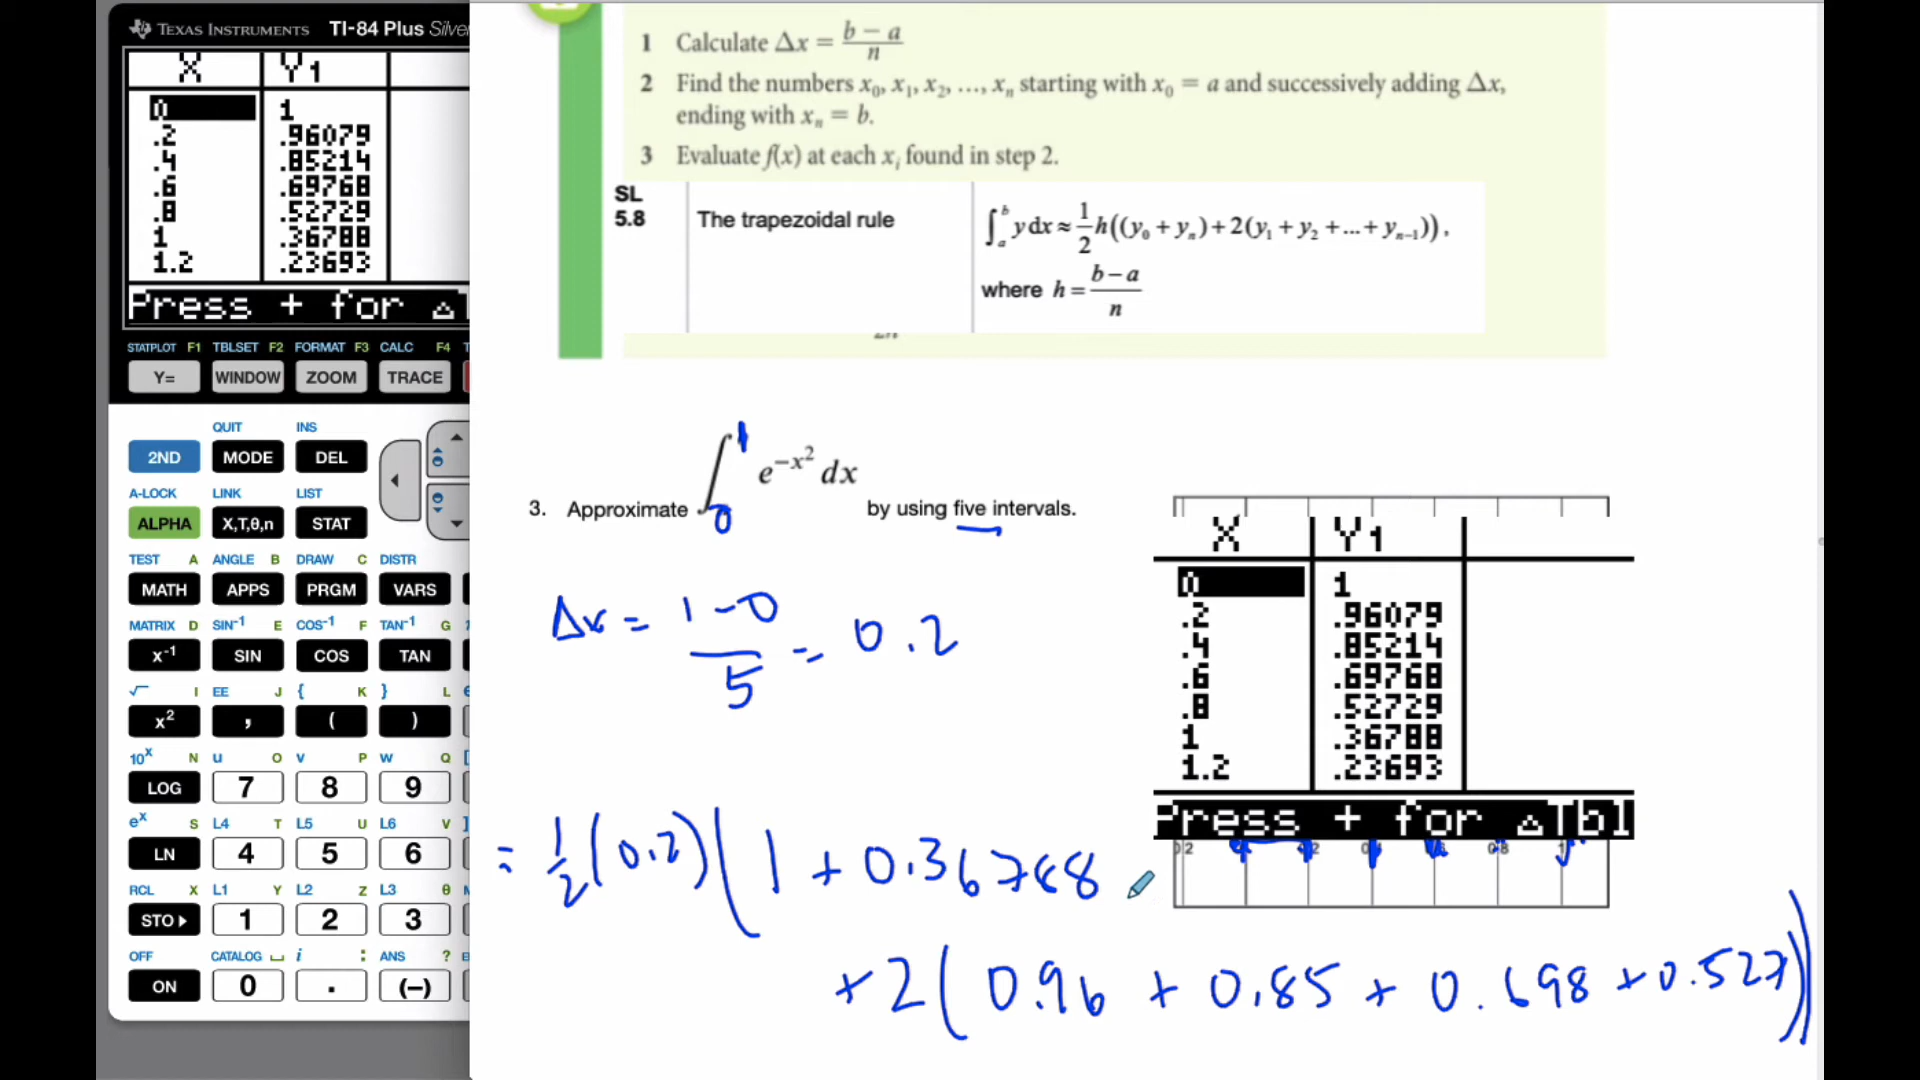 TEXAS INSTRUMENTS TI-84 Plus Silve
X Y1
0 1
.2 .96079
.4 .85214
.6 .69768
.8 .52729
1 .36788
1.2 .23693
Press + for △T
STATPLOT F1 TBLSET F2 FORMAT F3 CALC F4 T
Y= WINDOW ZOOM TRACE
QUIT INS
2ND MODE DEL
A-LOCK LINK LIST
ALPHA X,T,θ,n STAT
TEST A ANGLE B DRAW C DISTR
MATH APPS PRGM VARS
MATRIX D SIN⁻¹ E COS⁻¹ F TAN⁻¹ G
x⁻¹ SIN COS TAN
√ I EE J { K } L
x² , ( )
10ˣ N u O v P w Q [
LOG 7 8 9
eˣ S L4 T L5 U L6 V ]
LN 4 5 6
RCL X L1 Y L2 Z L3 θ
STO▶ 1 2 3
OFF CATALOG ⎵ i : ANS ?
ON 0 . (–)
1 Calculate Δx = (b − a)/n
2 Find the numbers x₀, x₁, x₂, …, xₙ starting with x₀ = a and successively adding Δx,
ending with xₙ = b.
3 Evaluate f(x) at each xᵢ found in step 2.
SL
5.8 The trapezoidal rule ∫ₐᵇ y dx ≈ 1/2 h((y₀ + yₙ) + 2(y₁ + y₂ + ... + yₙ₋₁)),
where h = (b − a)/n
3. Approximate ∫₀¹ e^(−x²) dx by using five intervals.
Δx = (1 − 0)/5 = 0.2
X Y1
0 1
.2 .96079
.4 .85214
.6 .69768
.8 .52729
1 .36788
1.2 .23693
Press + for △Tbl
= 1/2 (0.2) ( 1 + 0.36788
+ 2 ( 0.96 + 0.85 + 0.698 + 0.527 ))